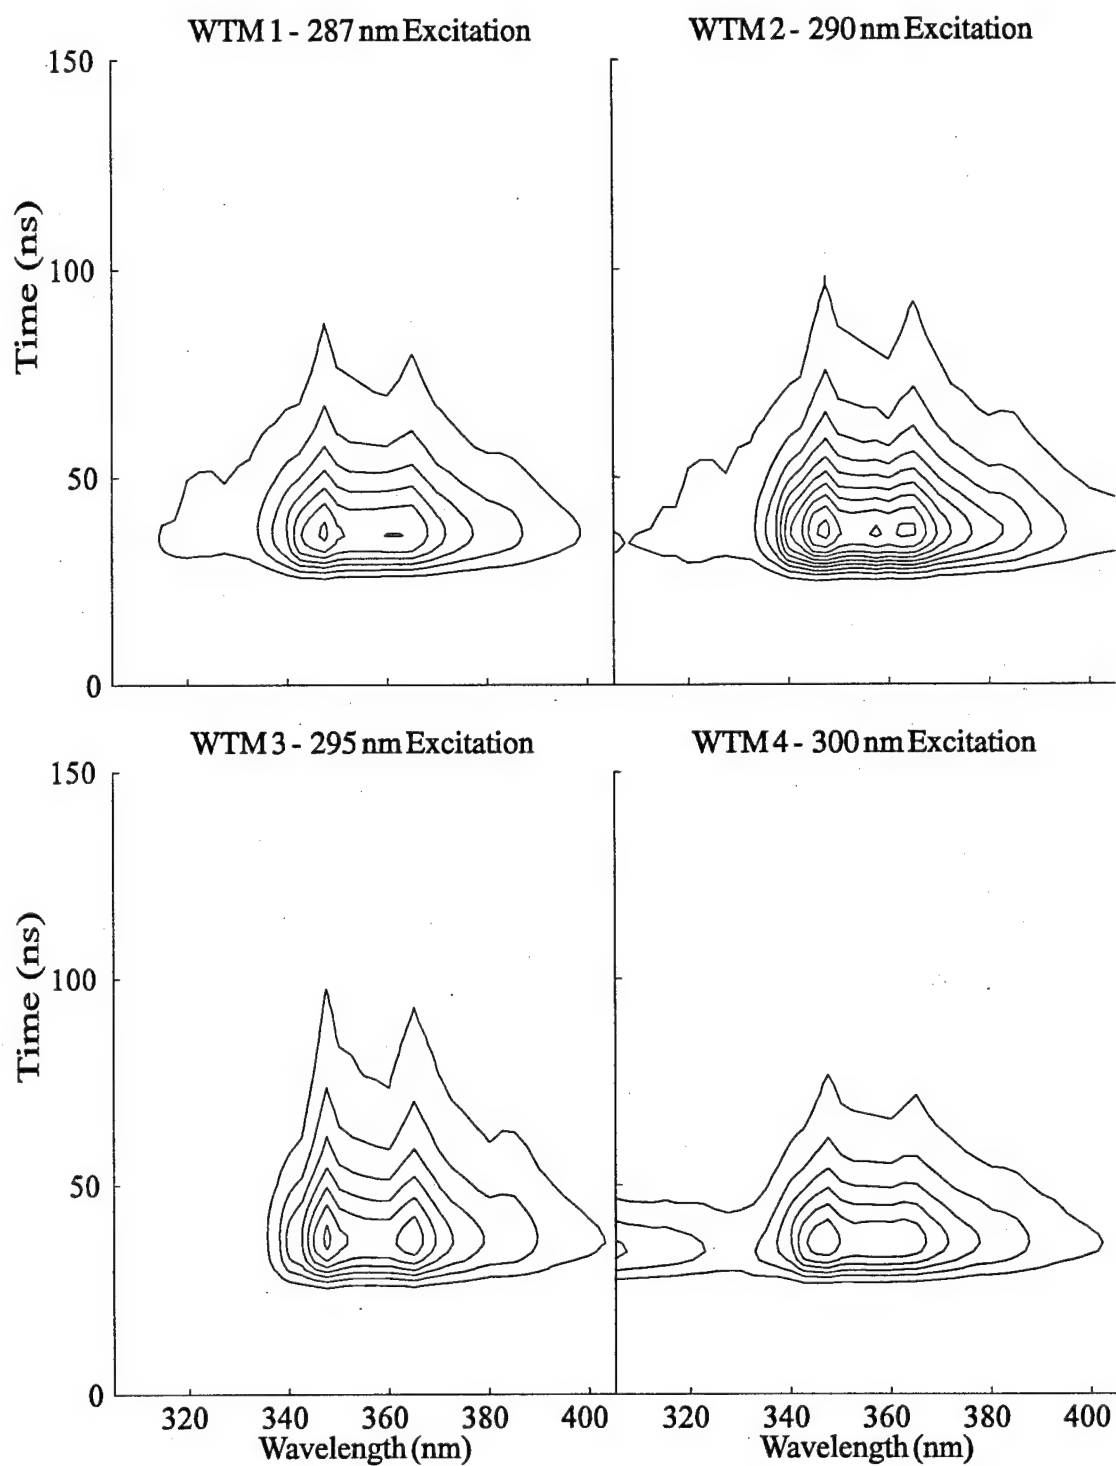 WTM 1 - 287 nm Excitation
WTM 2 - 290 nm Excitation
150
100
50
0
Time (ns)
WTM 3 - 295 nm Excitation
WTM 4 - 300 nm Excitation
150
100
50
0
Time (ns)
320 340 360 380 400
320 340 360 380 400
Wavelength (nm)
Wavelength (nm)